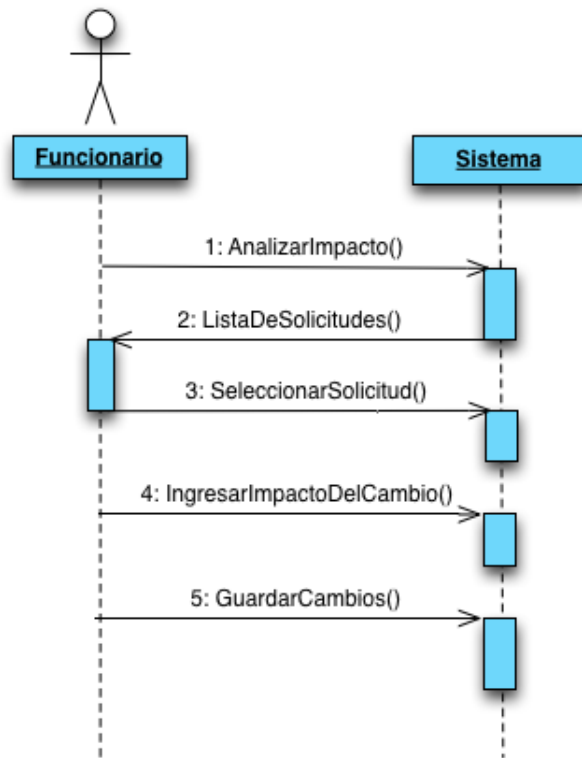 Funcionario
Sistema
1: AnalizarImpacto()
2: ListaDeSolicitudes()
3: SeleccionarSolicitud()
4: IngresarImpactoDelCambio()
5: GuardarCambios()